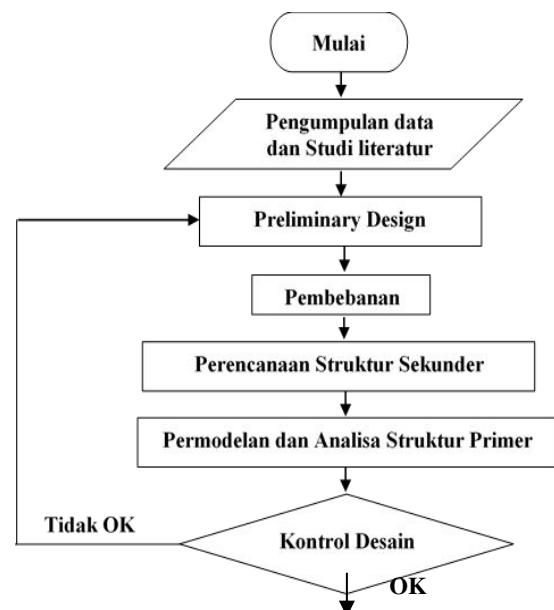 Mulai
Pengumpulan data
dan Studi literatur
Preliminary Design
Pembebanan
Perencanaan Struktur Sekunder
Permodelan dan Analisa Struktur Primer
Tidak OK
Kontrol Desain
OK